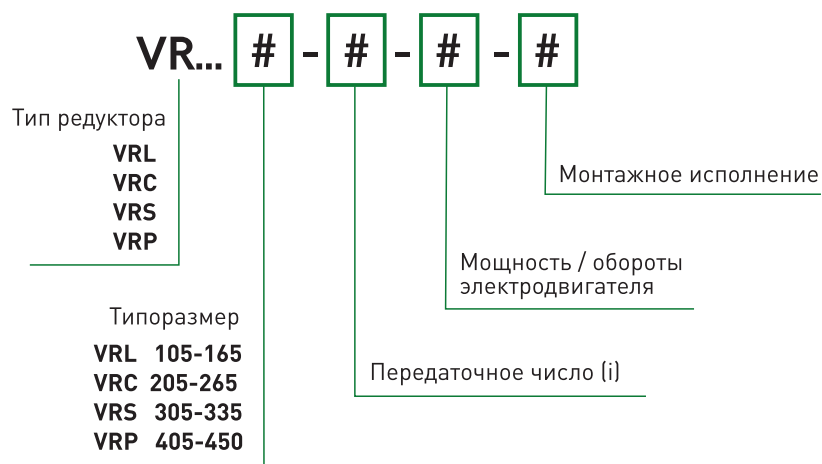 VR... # - # - # - #
Тип редуктора
VRL
VRC
VRS
VRP
Монтажное исполнение
Мощность / обороты
электродвигателя
Типоразмер
VRL 105-165
VRC 205-265
VRS 305-335
VRP 405-450
Передаточное число (i)